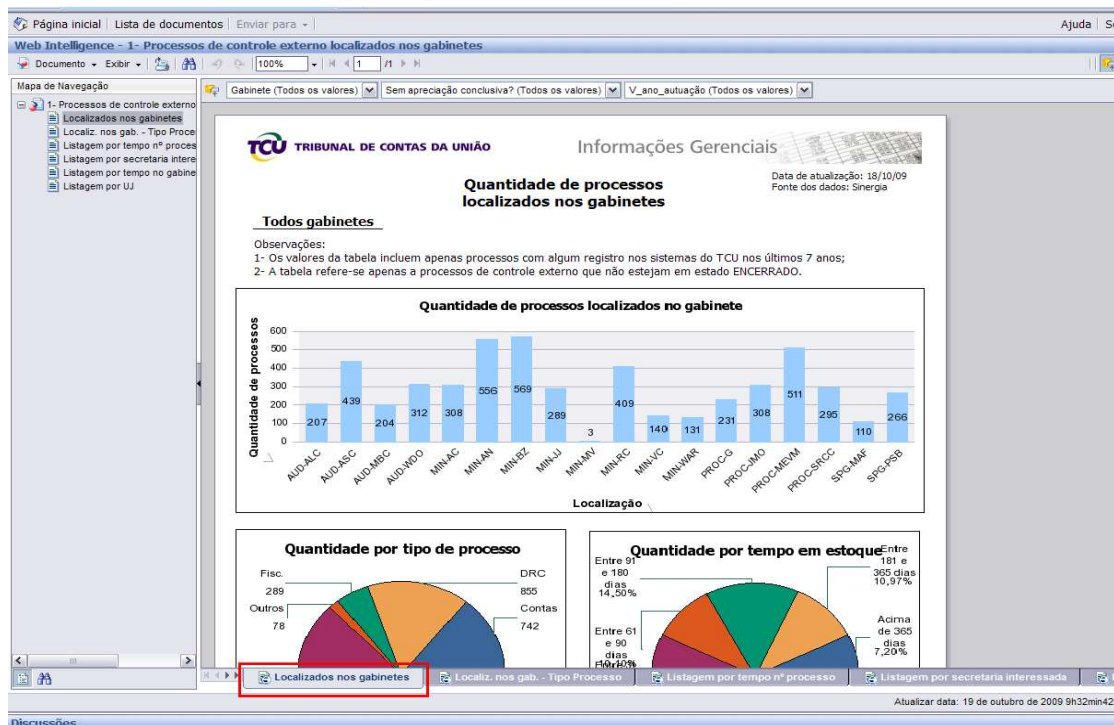 Página inicial | Lista de documentos | Enviar para
Ajuda
Web Intelligence - 1- Processos de controle externo localizados nos gabinetes
Documento Exibir 100% 1 /1
Mapa de Navegação
1- Processos de controle externo
Localizados nos gabinetes
Localiz. nos gab. - Tipo Proce
Listagem por tempo nº proces
Listagem por secretaria intere
Listagem por tempo no gabine
Listagem por UJ
Gabinete (Todos os valores) Sem apreciação conclusiva? (Todos os valores) V_ano_autuação (Todos os valores)
TCU TRIBUNAL DE CONTAS DA UNIÃO
Informações Gerenciais
Quantidade de processos
localizados nos gabinetes
Data de atualização: 18/10/09
Fonte dos dados: Sinergia
Todos gabinetes
Observações:
1- Os valores da tabela incluem apenas processos com algum registro nos sistemas do TCU nos últimos 7 anos;
2- A tabela refere-se apenas a processos de controle externo que não estejam em estado ENCERRADO.
Quantidade de processos localizados no gabinete
Quantidade de processos
600
500
400
300
200
100
0
207 439 204 312 308 556 569 289 3 409 140 131 231 308 511 295 110 266
AUD-ALC AUD-ASC AUD-MBC AUD-WDO MIN-AC MIN-AN MIN-BZ MIN-JJ MIN-MV MIN-RC MIN-VC MIN-WAR PROC-G PROC-JMO PROC-MEVM PROC-SRCC SPG-MAF SPG-PSB
Localização
Quantidade por tipo de processo
Fisc.
289
Outros
78
DRC
855
Contas
742
Quantidade por tempo em estoque
Entre 91
e 180
dias
14,50%
Entre
181 e
365 dias
10,97%
Entre 61
e 90
dias
Acima
de 365
dias
7,20%
Localizados nos gabinetes
Localiz. nos gab. - Tipo Processo
Listagem por tempo nº processo
Listagem por secretaria interessada
Atualizar data: 19 de outubro de 2009 9h32min42
Discussões